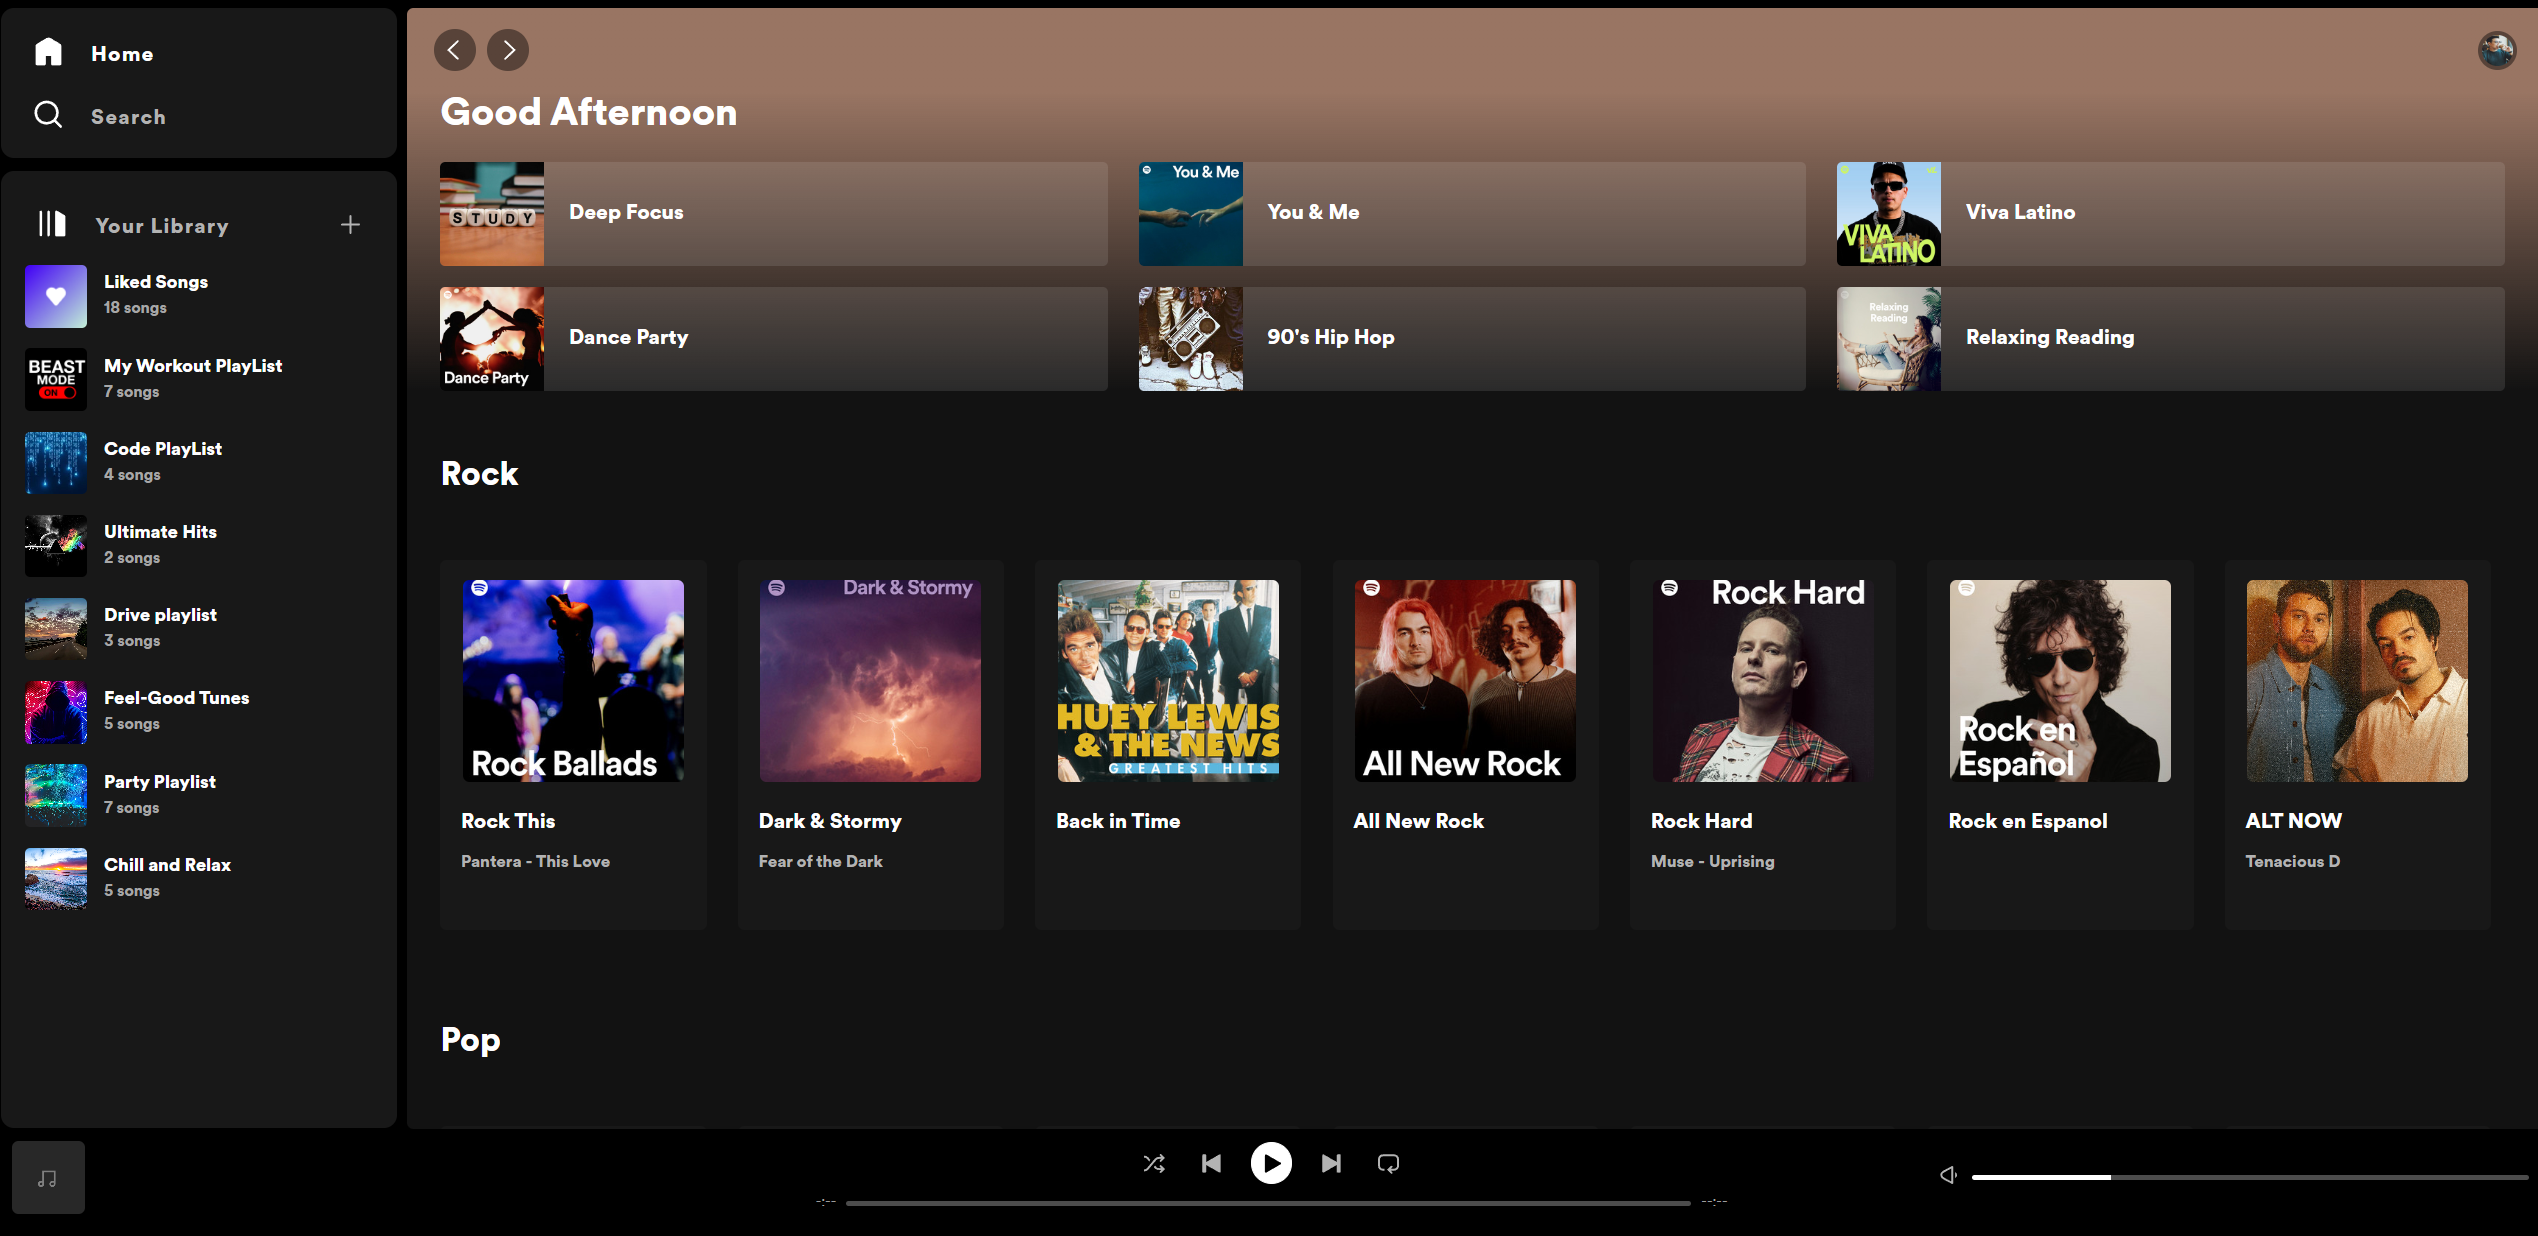 Home
Search
Your Library
Liked Songs
18 songs
BEAST
MODE
ON
My Workout PlayList
7 songs
Code PlayList
4 songs
Ultimate Hits
2 songs
Drive playlist
3 songs
Feel-Good Tunes
5 songs
Party Playlist
7 songs
Chill and Relax
5 songs
Good Afternoon
STUDY
Deep Focus
You & Me
You & Me
VIVA
LATINO
Viva Latino
Dance Party
Dance Party
90's Hip Hop
Relaxing
Reading
Relaxing Reading
Rock
Rock Ballads
Rock This
Pantera - This Love
Dark & Stormy
Dark & Stormy
Fear of the Dark
HUEY LEWIS
& THE NEWS
GREATEST HITS
Back in Time
All New Rock
All New Rock
Rock Hard
Rock Hard
Muse - Uprising
Rock en
Español
Rock en Espanol
ALT NOW
Tenacious D
Pop
--:--
--:--